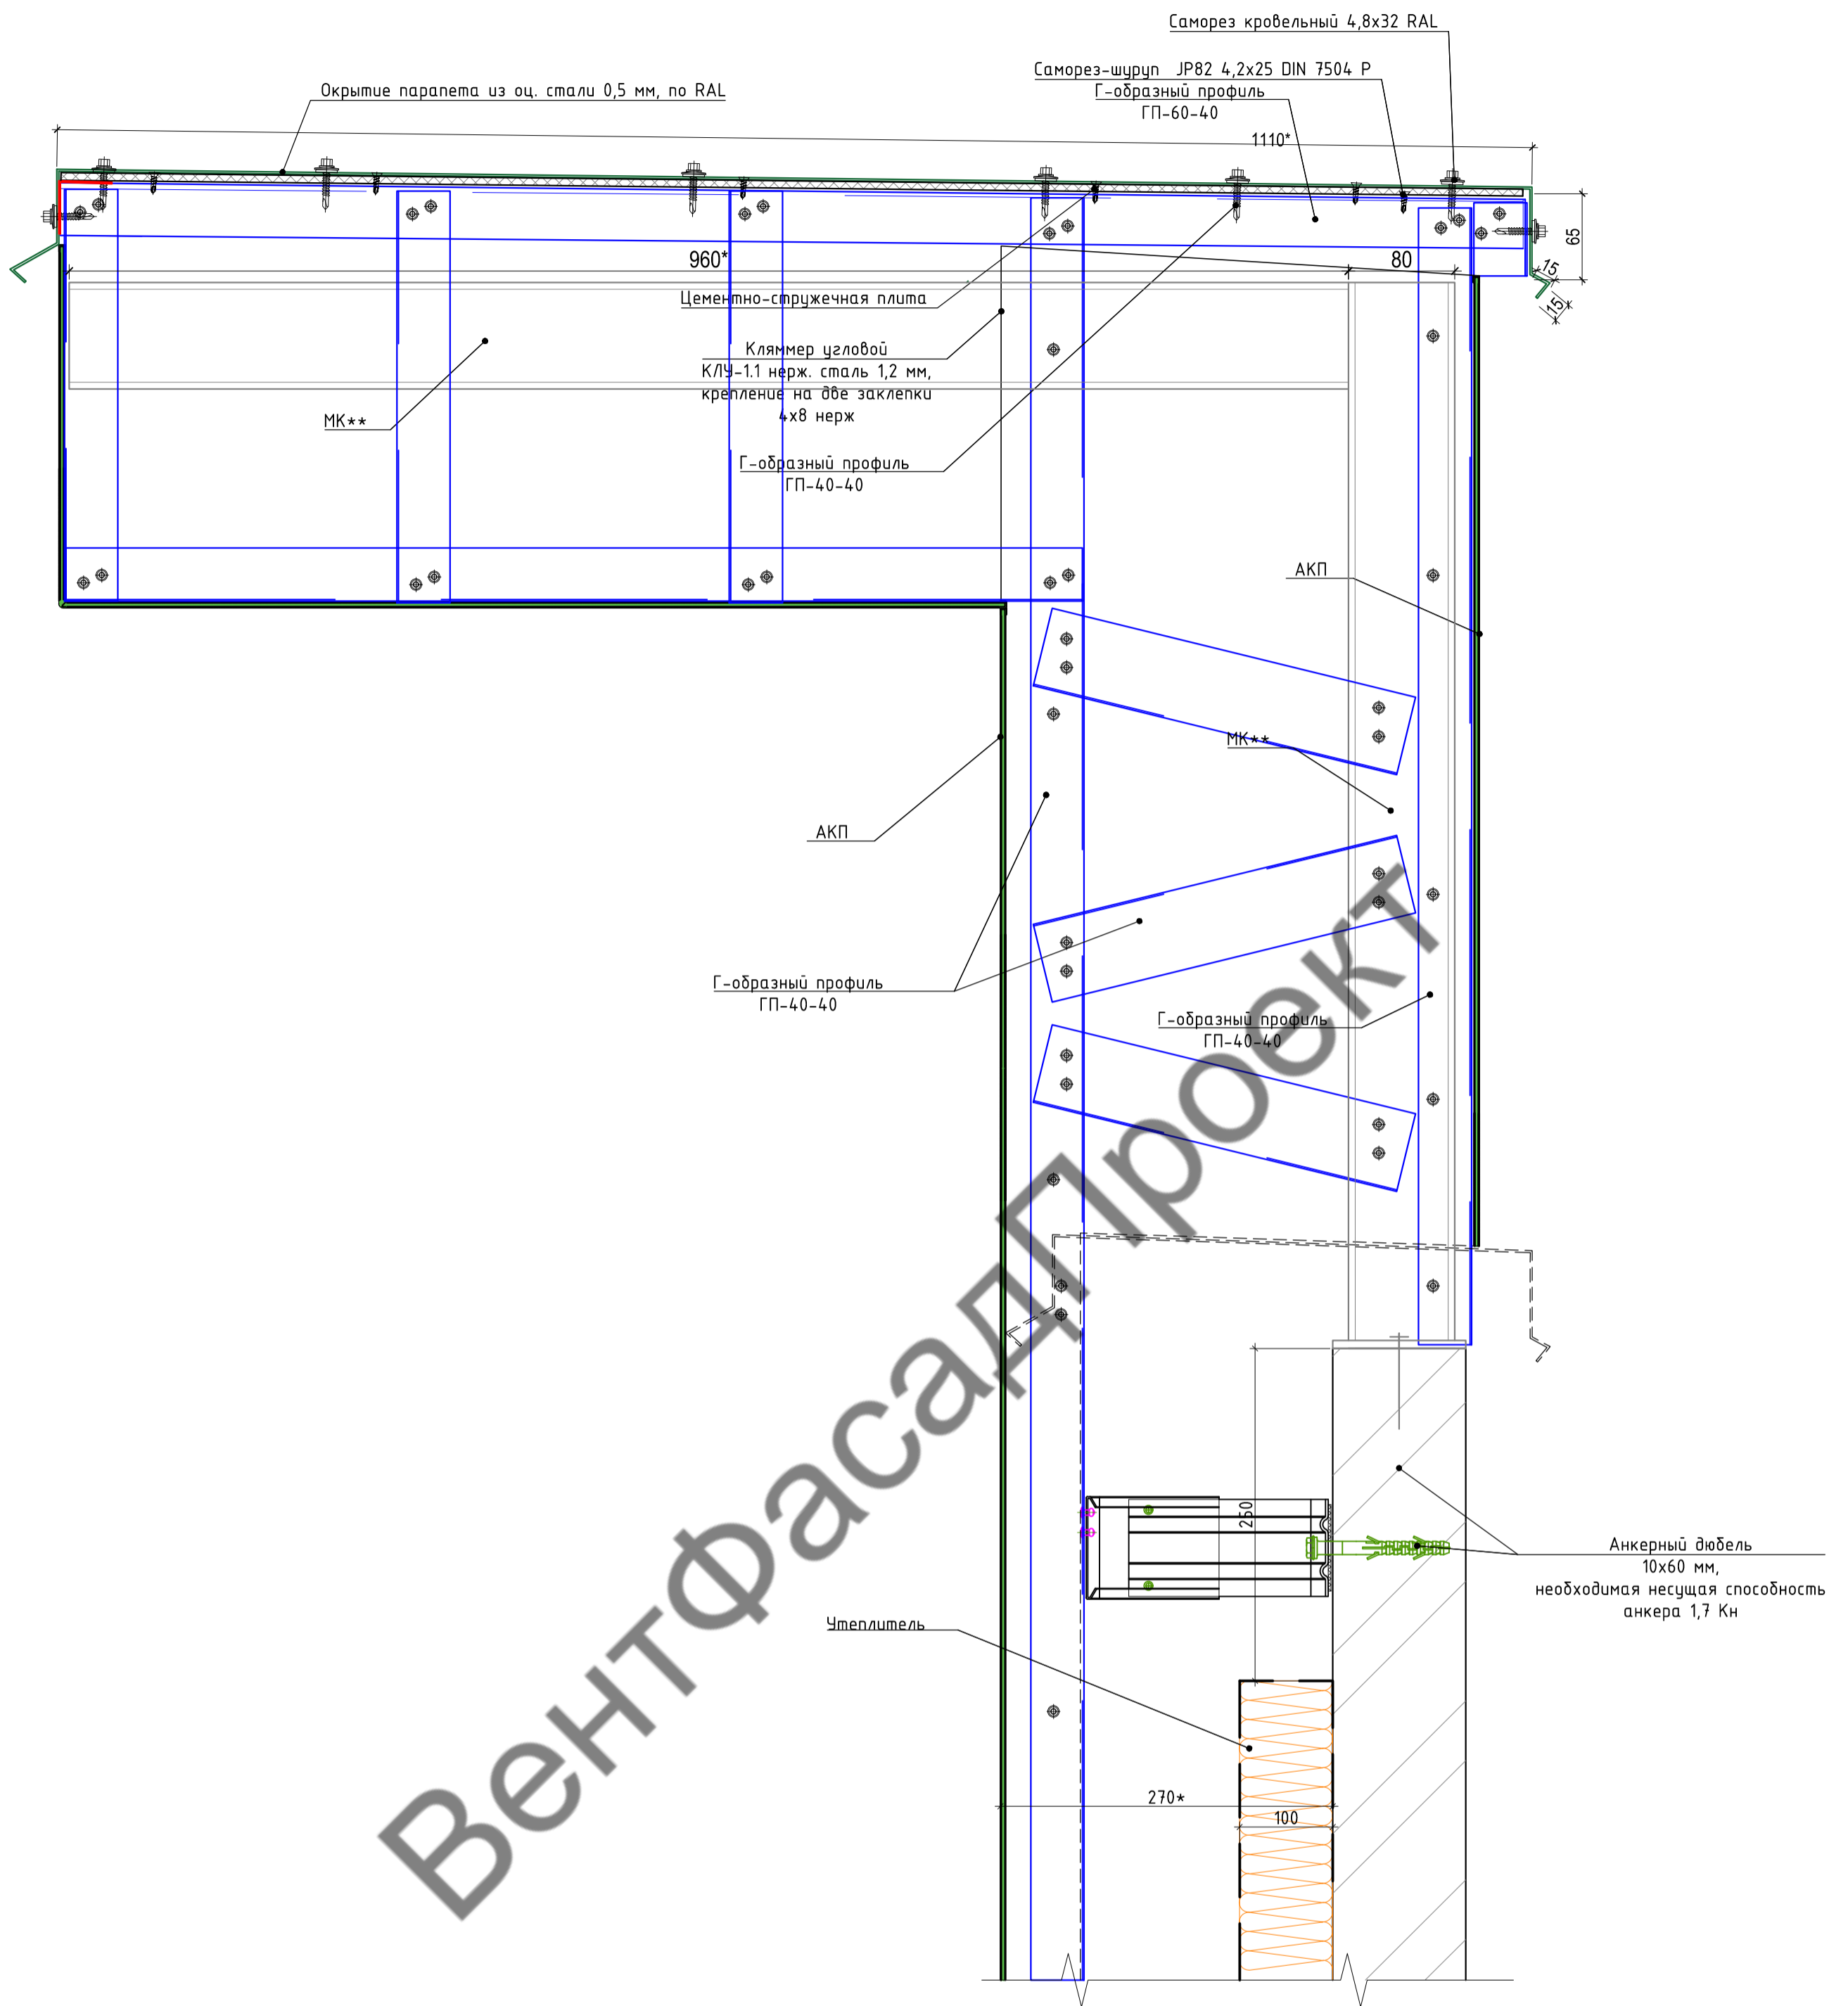 Саморез кровельный 4,8х32 RAL
Саморез-шуруп JP82 4,2х25 DIN 7504 P
Окрытие парапета из оц. стали 0,5 мм, по RAL
Г-образный профиль
ГП-60-40
1110*
65
15
15
960*
80
Цементно-стружечная плита
Кляммер угловой
КЛУ-1.1 нерж. сталь 1,2 мм,
крепление на две заклепки
4х8 нерж
МК**
Г-образный профиль
ГП-40-40
АКП
МК**
АКП
Г-образный профиль
ГП-40-40
Г-образный профиль
ГП-40-40
250
Анкерный дюбель
10х60 мм,
необходимая несущая способность
анкера 1,7 Кн
Утеплитель
270*
100
ВентФасадПроект